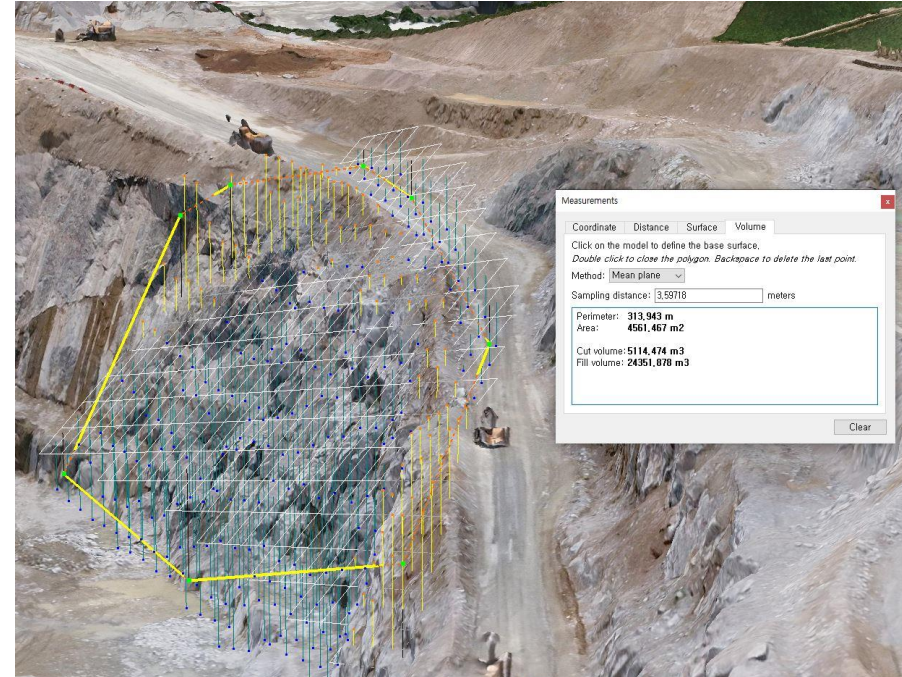 Measurements
x
Coordinate Distance Surface Volume
Click on the model to define the base surface,
Double click to close the polygon. Backspace to delete the last point.
Method: Mean plane
Sampling distance: 3,59718 meters
Perimeter: 313,943 m
Area: 4561,467 m2
Cut volume: 5114,474 m3
Fill volume: 24351,878 m3
Clear